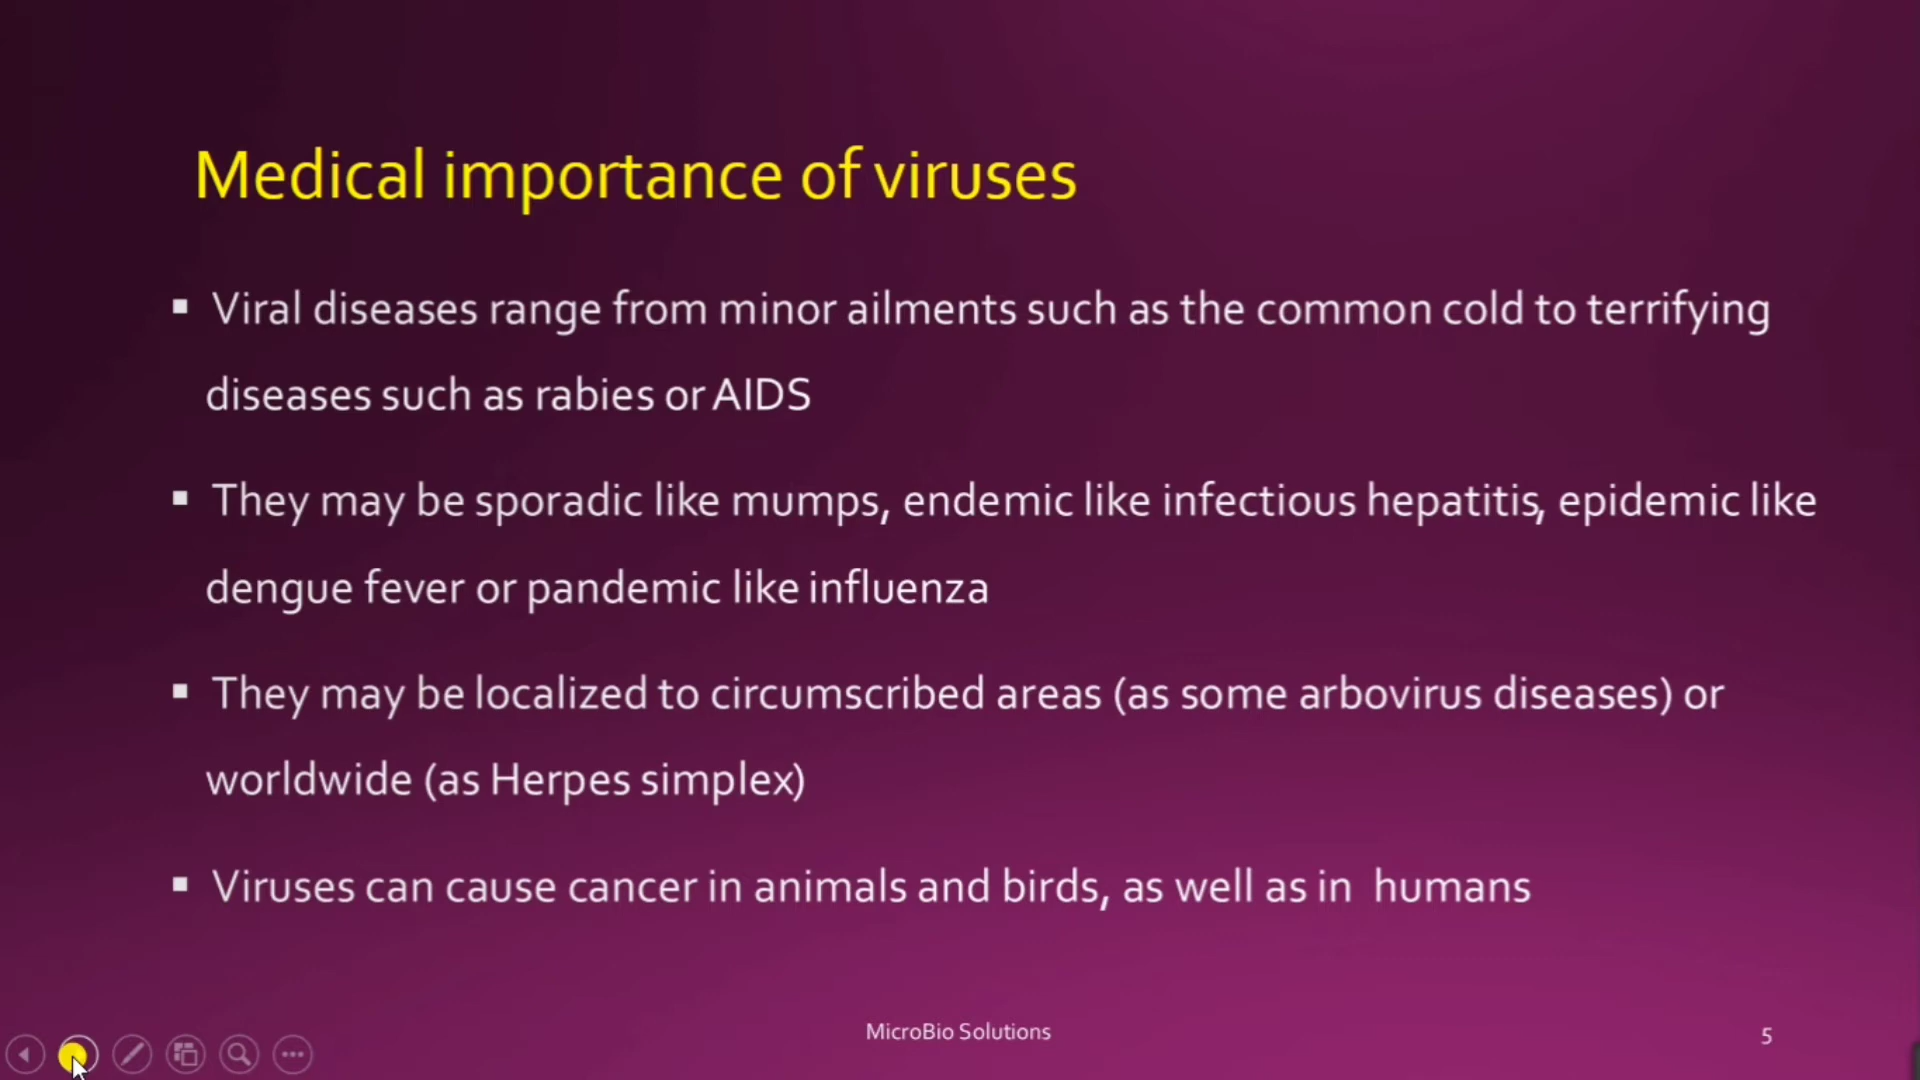 Medical importance of viruses
▪ Viral diseases range from minor ailments such as the common cold to terrifying
diseases such as rabies or AIDS
▪ They may be sporadic like mumps, endemic like infectious hepatitis, epidemic like
dengue fever or pandemic like influenza
▪ They may be localized to circumscribed areas (as some arbovirus diseases) or
worldwide (as Herpes simplex)
▪ Viruses can cause cancer in animals and birds, as well as in humans
MicroBio Solutions
5